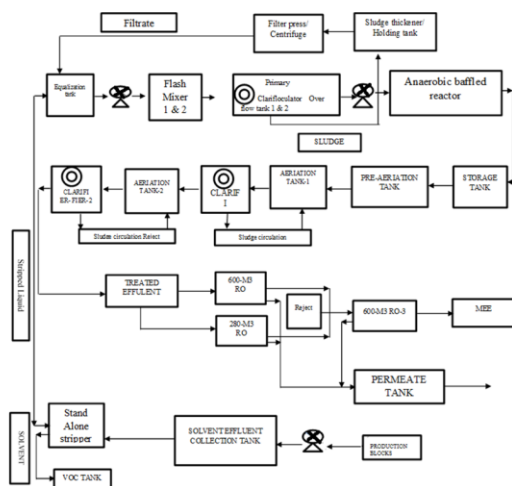 Filtrate
Filter press/
Centrifuge
Sludge thickener/
Holding tank
Equalization
tank
Flash
Mixer
1 & 2
Primary
Clarifloculator Over
flow tank 1 & 2
Anaerobic baffled
reactor
SLUDGE
CLARIFI
ER-FIER-2
AERIATION
TANK-2
CLARIF
1
AERATION
TANK-1
PRE-AERATION
TANK
STORAGE
TANK
Sludge circulation Reject
Sludge circulation
Stripped Liquid
TREATED
EFFULENT
600-M3
RO
280-M3
RO
Reject
600-M3 RO-3
MEE
PERMEATE
TANK
SOLVENT
Stand
Alone
stripper
SOLVENT EFFLUENT
COLLECTION TANK
PRODUCTION
BLOCKS
VOC TANK